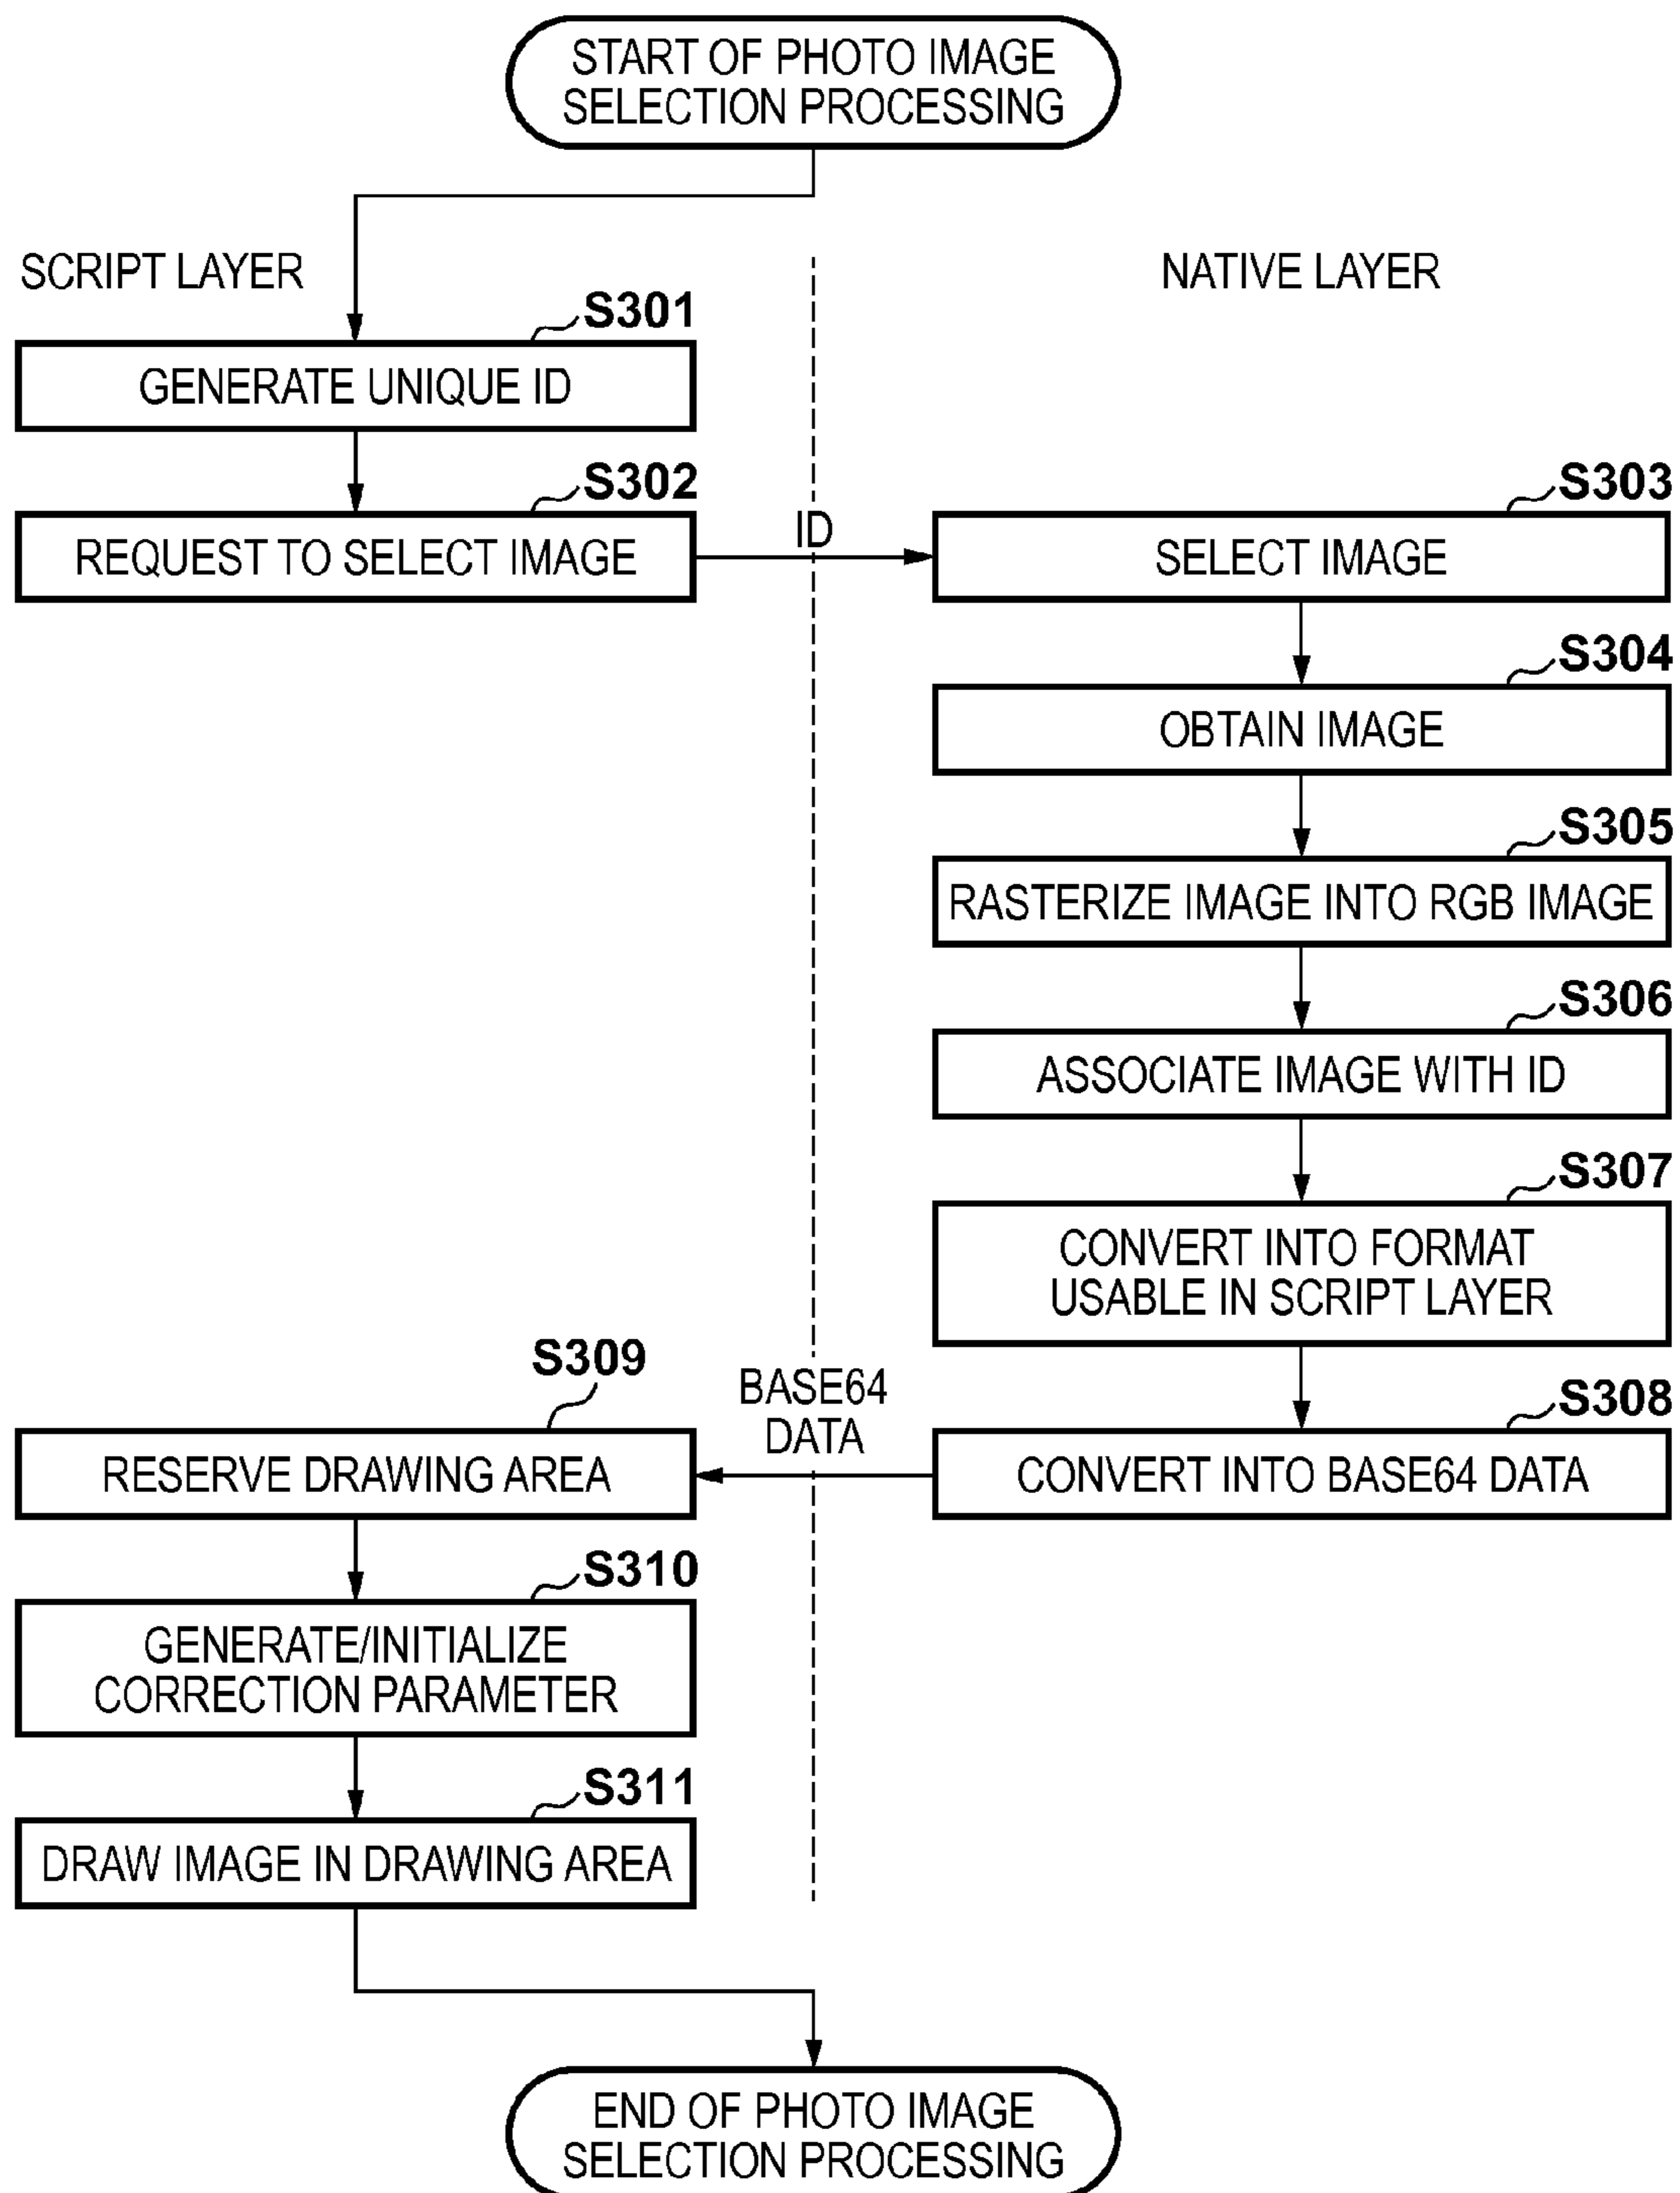 START OF PHOTO IMAGE
SELECTION PROCESSING
SCRIPT LAYER
NATIVE LAYER
S301
GENERATE UNIQUE ID
S302
REQUEST TO SELECT IMAGE
ID
S303
SELECT IMAGE
S304
OBTAIN IMAGE
S305
RASTERIZE IMAGE INTO RGB IMAGE
S306
ASSOCIATE IMAGE WITH ID
S307
CONVERT INTO FORMAT
USABLE IN SCRIPT LAYER
S308
CONVERT INTO BASE64 DATA
BASE64
DATA
S309
RESERVE DRAWING AREA
S310
GENERATE/INITIALIZE
CORRECTION PARAMETER
S311
DRAW IMAGE IN DRAWING AREA
END OF PHOTO IMAGE
SELECTION PROCESSING